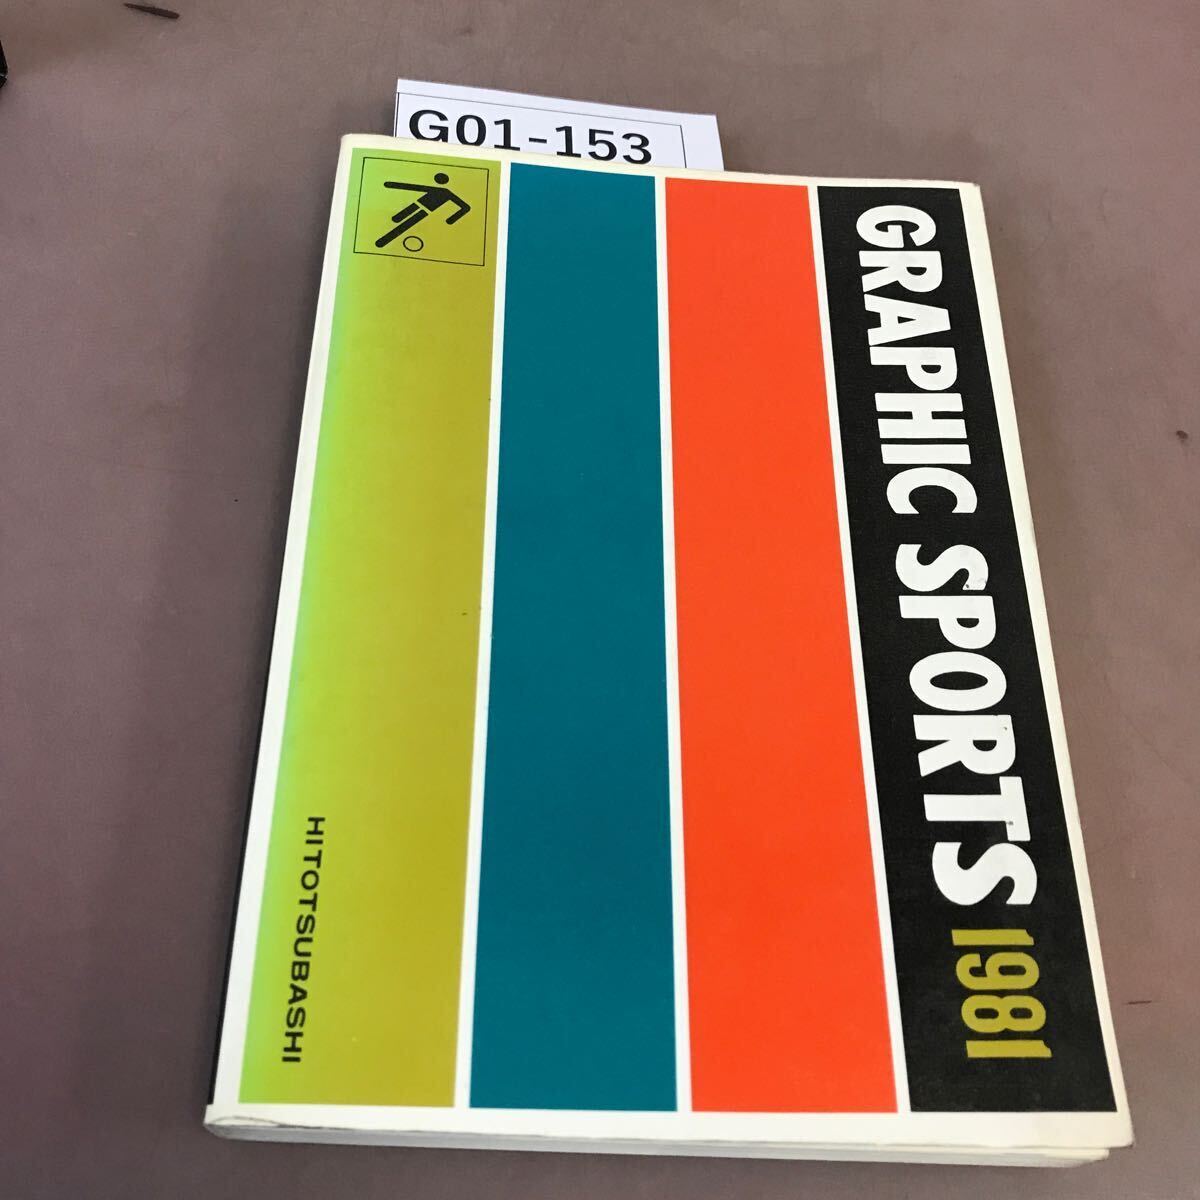 G01-153
GRAPHIC SPORTS 1981
HITOTSUBASHI